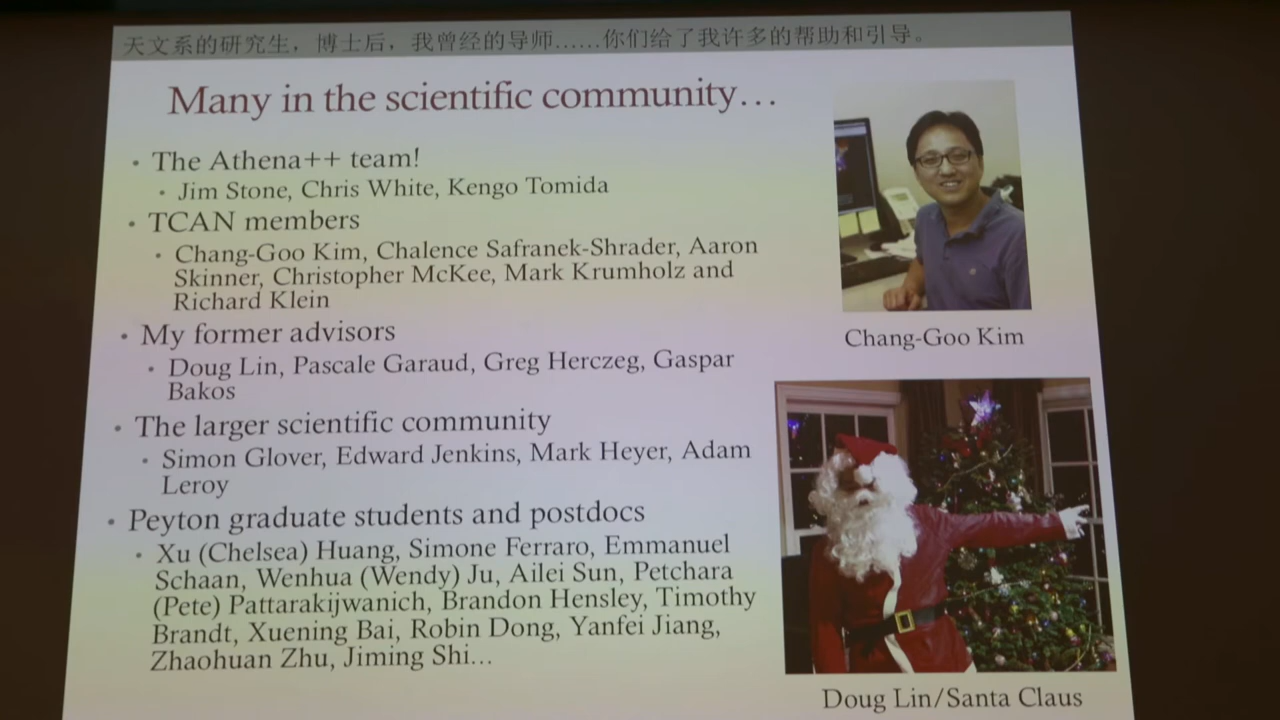 天文系的研究生，博士后，我曾经的导师……你们给了我许多的帮助和引导。
Many in the scientific community…
• The Athena++ team!
• Jim Stone, Chris White, Kengo Tomida
• TCAN members
• Chang-Goo Kim, Chalence Safranek-Shrader, Aaron
Skinner, Christopher McKee, Mark Krumholz and
Richard Klein
• My former advisors
• Doug Lin, Pascale Garaud, Greg Herczeg, Gaspar
Bakos
• The larger scientific community
• Simon Glover, Edward Jenkins, Mark Heyer, Adam
Leroy
• Peyton graduate students and postdocs
• Xu (Chelsea) Huang, Simone Ferraro, Emmanuel
Schaan, Wenhua (Wendy) Ju, Ailei Sun, Petchara
(Pete) Pattarakijwanich, Brandon Hensley, Timothy
Brandt, Xuening Bai, Robin Dong, Yanfei Jiang,
Zhaohuan Zhu, Jiming Shi…
Chang-Goo Kim
Doug Lin/Santa Claus